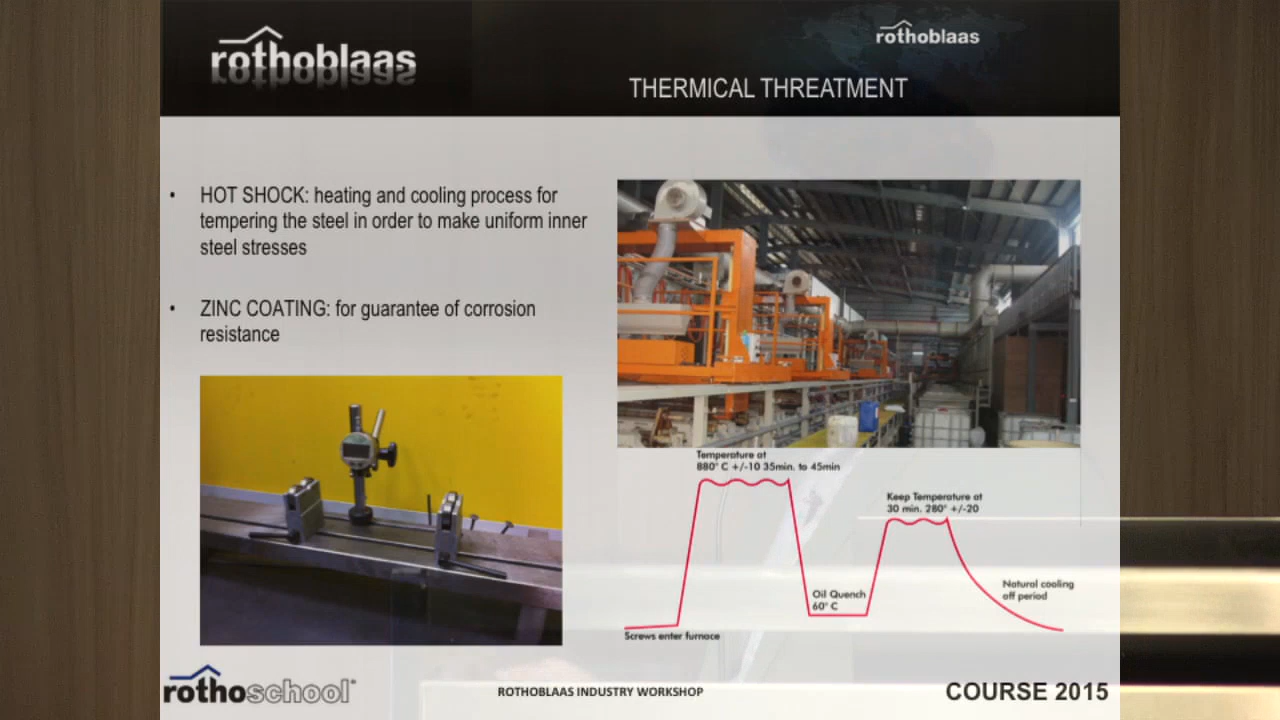 rothoblaas
rothoblaas
THERMICAL THREATMENT
• HOT SHOCK: heating and cooling process for
tempering the steel in order to make uniform inner
steel stresses
• ZINC COATING: for guarantee of corrosion
resistance
Temperature at
880° C +/-10 35min. to 45min
Keep Temperature at
30 min. 280° +/-20
Oil Quench
60° C
Natural cooling
off period
Screws enter furnace
rothoschool®
ROTHOBLAAS INDUSTRY WORKSHOP
COURSE 2015